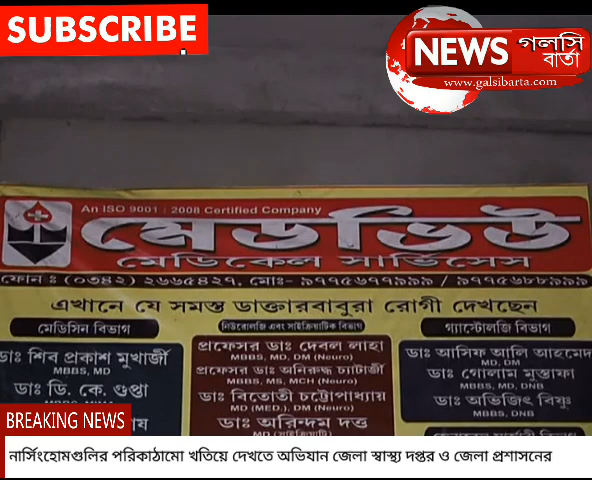 SUBSCRIBE
NEWS গলসি বার্তা
www.galsibarta.com
An ISO 9001 : 2008 Certified Company
মেডভিউ
মেডিকেল সার্ভিসেস
ফোন : (০৩৪২) ২৬৬৫৪২৭, মোঃ- ৯৭৭৫৬৭৭৯৯৯ / ৯৭৭৫৬৮৮৯৯৯
এখানে যে সমস্ত ডাক্তারবাবুরা রোগী দেখছেন
মেডিসিন বিভাগ
ডাঃ শিব প্রকাশ মুখার্জী
MBBS, MD
ডাঃ ডি. কে. গুপ্তা
নিউরোলজি এবং সাইক্রিয়াটিক বিভাগ
প্রফেসর ডাঃ দেবল লাহা
MBBS, MD, DM (Neuro)
প্রফেসর ডাঃ অনিরুদ্ধ চ্যাটার্জী
MBBS, MS, MCH (Neuro)
ডাঃ বিতোতী চট্টোপাধ্যায়
MD (MED.), DM (Neuro)
ডাঃ অরিন্দম দত্ত
MD (সাইক্রিয়াট্রি)
গ্যাস্টোলজি বিভাগ
ডাঃ আসিফ আলি আহমেদ
MD, DM
ডাঃ গোলাম মুস্তাফা
MBBS, MD, DNB
ডাঃ অভিজিৎ বিষ্ণু
MBBS, DNB
BREAKING NEWS
নার্সিংহোমগুলির পরিকাঠামো খতিয়ে দেখতে অভিযান জেলা স্বাস্থ্য দপ্তর ও জেলা প্রশাসনের